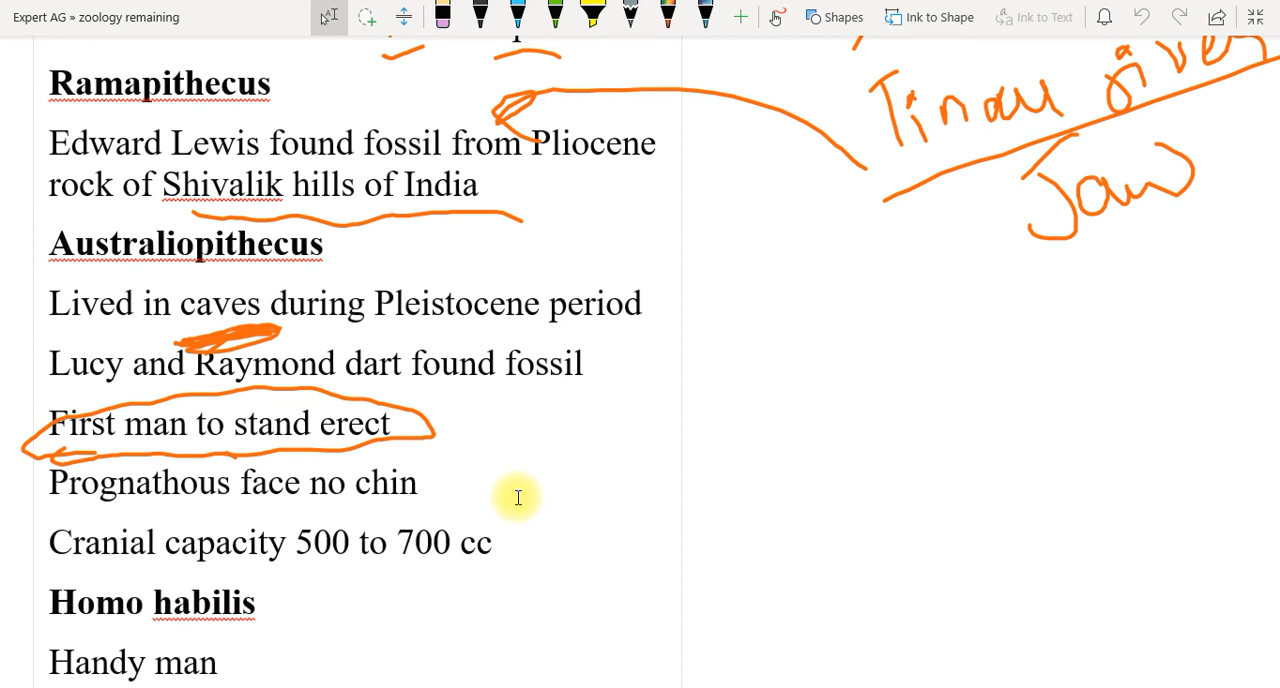 Expert AG » zoology remaining
Shapes
Ink to Shape
Ink to Text
Ramapithecus
Edward Lewis found fossil from Pliocene
rock of Shivalik hills of India
Tinau river
Jaw
Australiopithecus
Lived in caves during Pleistocene period
Lucy and Raymond dart found fossil
First man to stand erect
Prognathous face no chin
Cranial capacity 500 to 700 cc
Homo habilis
Handy man